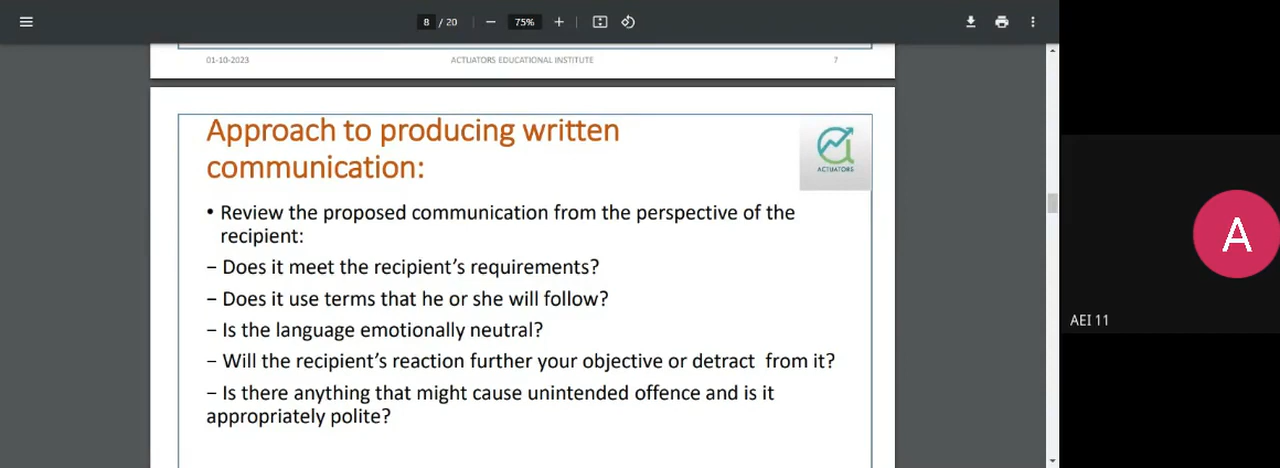 8 / 20
75%
01-10-2023 ACTUATORS EDUCATIONAL INSTITUTE 7
Approach to producing written
communication:
ACTUATORS
• Review the proposed communication from the perspective of the
recipient:
− Does it meet the recipient’s requirements?
− Does it use terms that he or she will follow?
− Is the language emotionally neutral?
− Will the recipient’s reaction further your objective or detract  from it?
− Is there anything that might cause unintended offence and is it
appropriately polite?
A
AEI 11